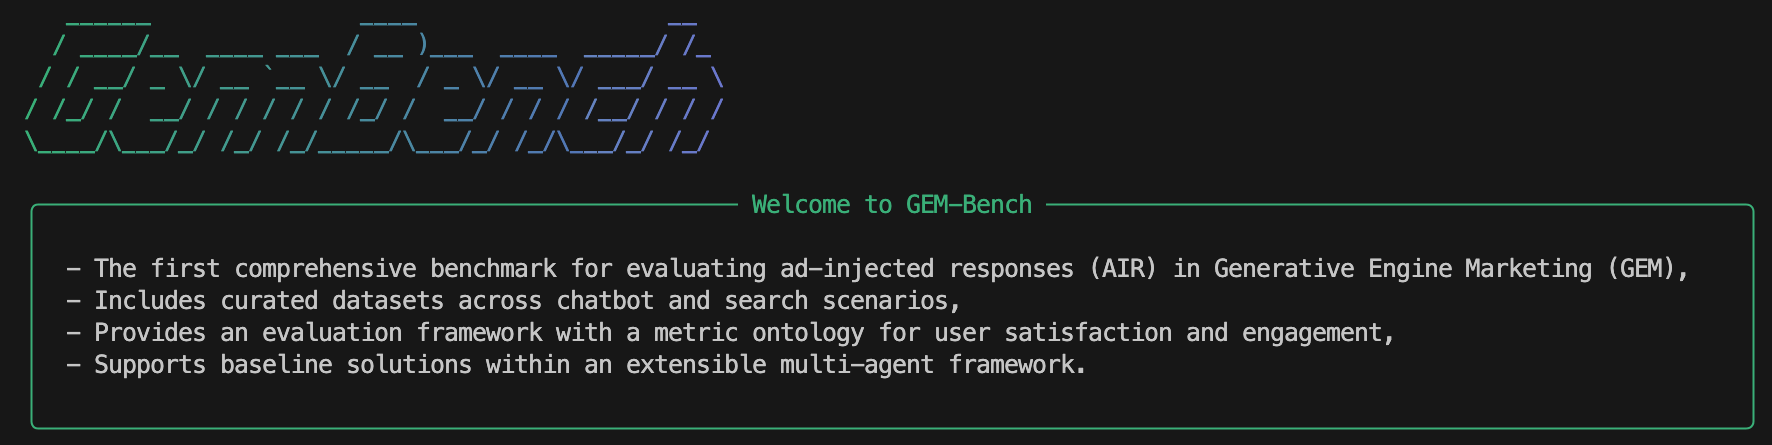 GemBench
Welcome to GEM-Bench
- The first comprehensive benchmark for evaluating ad-injected responses (AIR) in Generative Engine Marketing (GEM),
- Includes curated datasets across chatbot and search scenarios,
- Provides an evaluation framework with a metric ontology for user satisfaction and engagement,
- Supports baseline solutions within an extensible multi-agent framework.